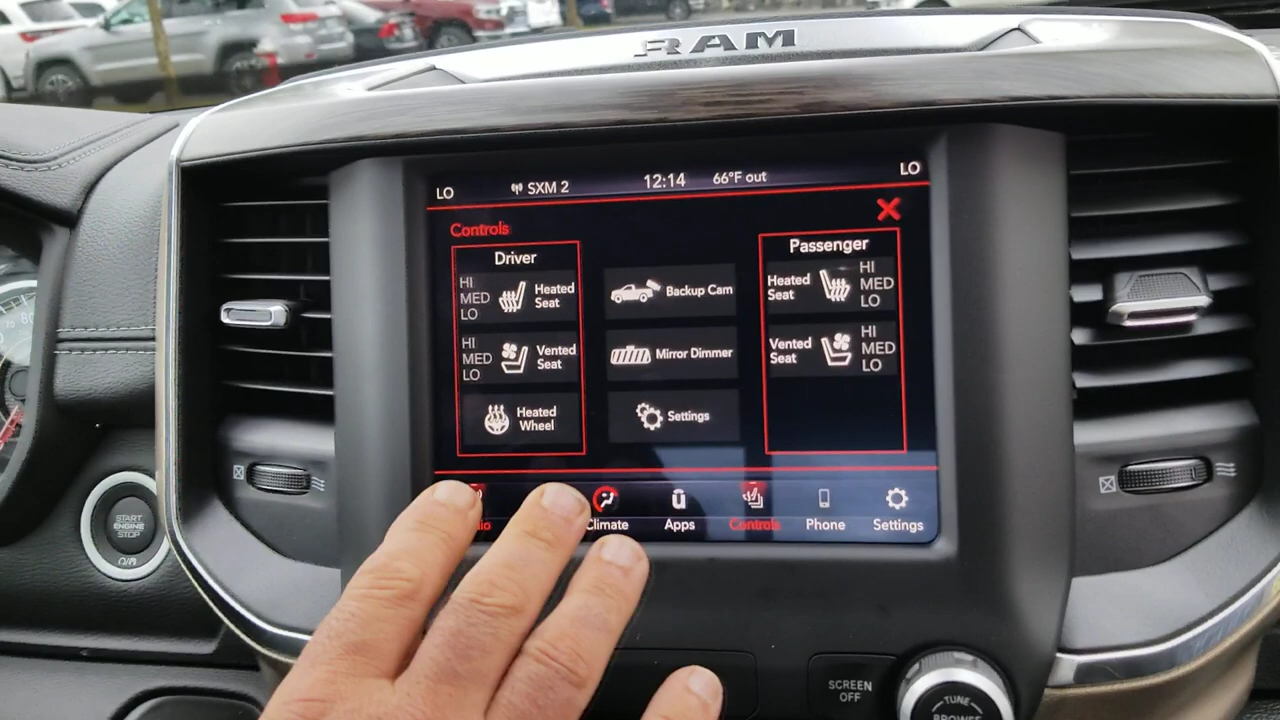 RAM
LO
SXM 2
12:14
66°F out
LO
Controls
Driver
HI
MED
LO
Heated
Seat
HI
MED
LO
Vented
Seat
Heated
Wheel
Backup Cam
Mirror Dimmer
Settings
Passenger
Heated
Seat
HI
MED
LO
Vented
Seat
HI
MED
LO
Climate
Apps
Controls
Phone
Settings
START
ENGINE
STOP
SCREEN
OFF
TUNE
BROWSE